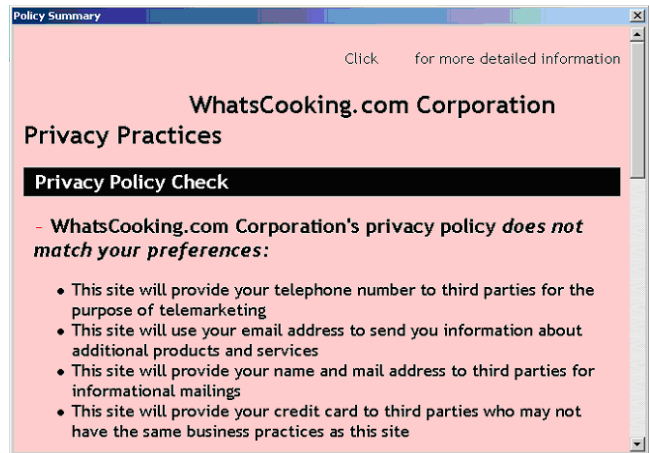 Policy Summary
Click for more detailed information
WhatsCooking.com Corporation
Privacy Practices
Privacy Policy Check
- WhatsCooking.com Corporation's privacy policy does not
match your preferences:
• This site will provide your telephone number to third parties for the
purpose of telemarketing
• This site will use your email address to send you information about
additional products and services
• This site will provide your name and mail address to third parties for
informational mailings
• This site will provide your credit card to third parties who may not
have the same business practices as this site